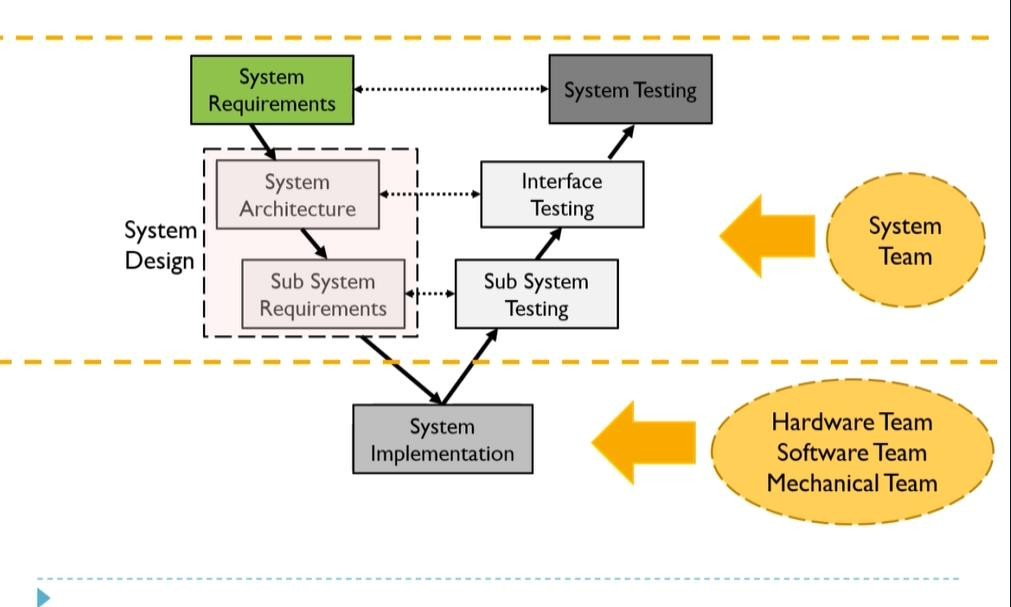 System
Requirements
System Testing
System
Architecture
Interface
Testing
System
Design
System
Team
Sub System
Requirements
Sub System
Testing
System
Implementation
Hardware Team
Software Team
Mechanical Team